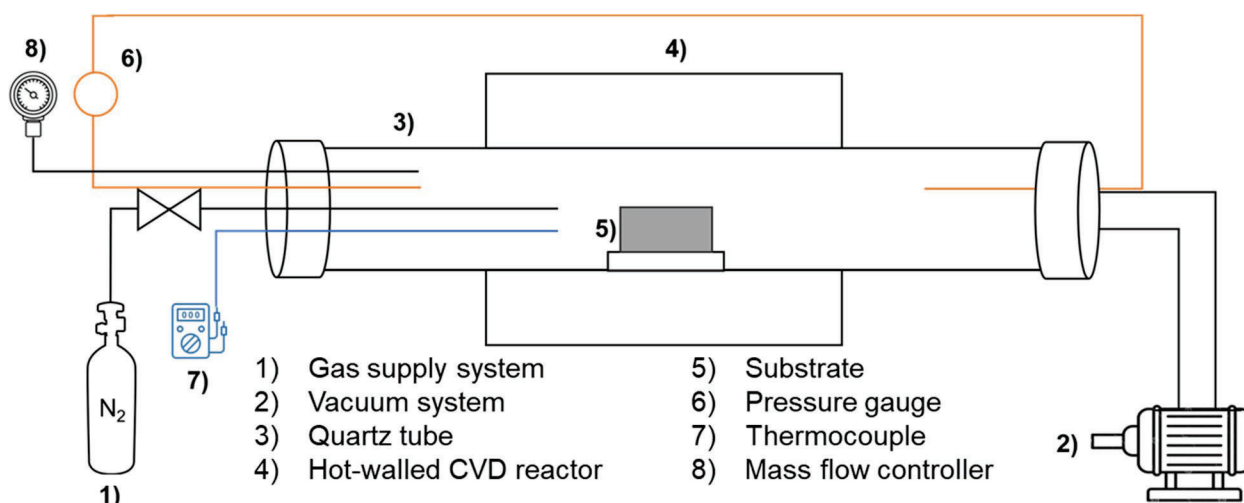 8)
6)
4)
3)
5)
7)
N₂
1)
2)
1) Gas supply system
2) Vacuum system
3) Quartz tube
4) Hot-walled CVD reactor
5) Substrate
6) Pressure gauge
7) Thermocouple
8) Mass flow controller